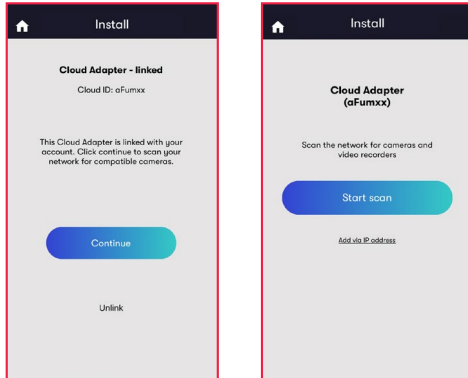 Install
Cloud Adapter - linked
Cloud ID: aFumxx
This Cloud Adapter is linked with your
account. Click continue to scan your
network for compatible cameras.
Continue
Unlink
Install
Cloud Adapter
(aFumxx)
Scan the network for cameras and
video recorders
Start scan
Add via IP address